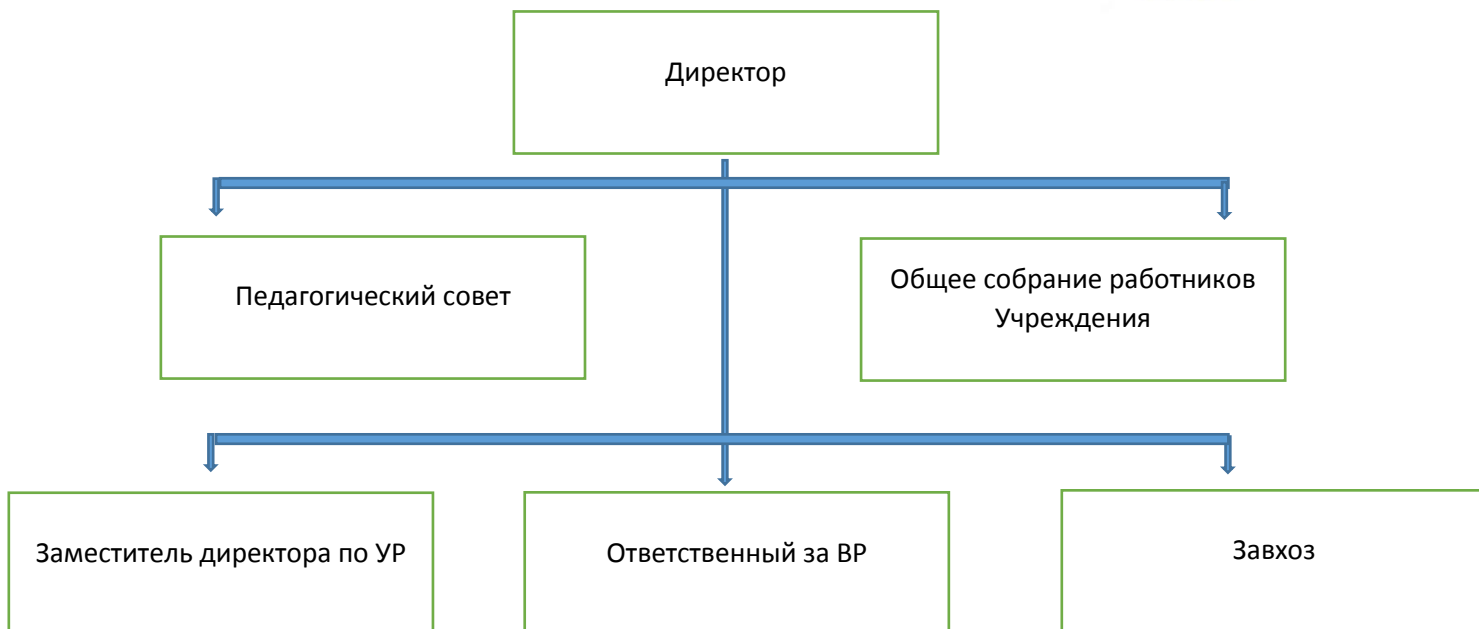 Директор
Педагогический совет
Общее собрание работников
Учреждения
Заместитель директора по УР
Ответственный за ВР
Завхоз